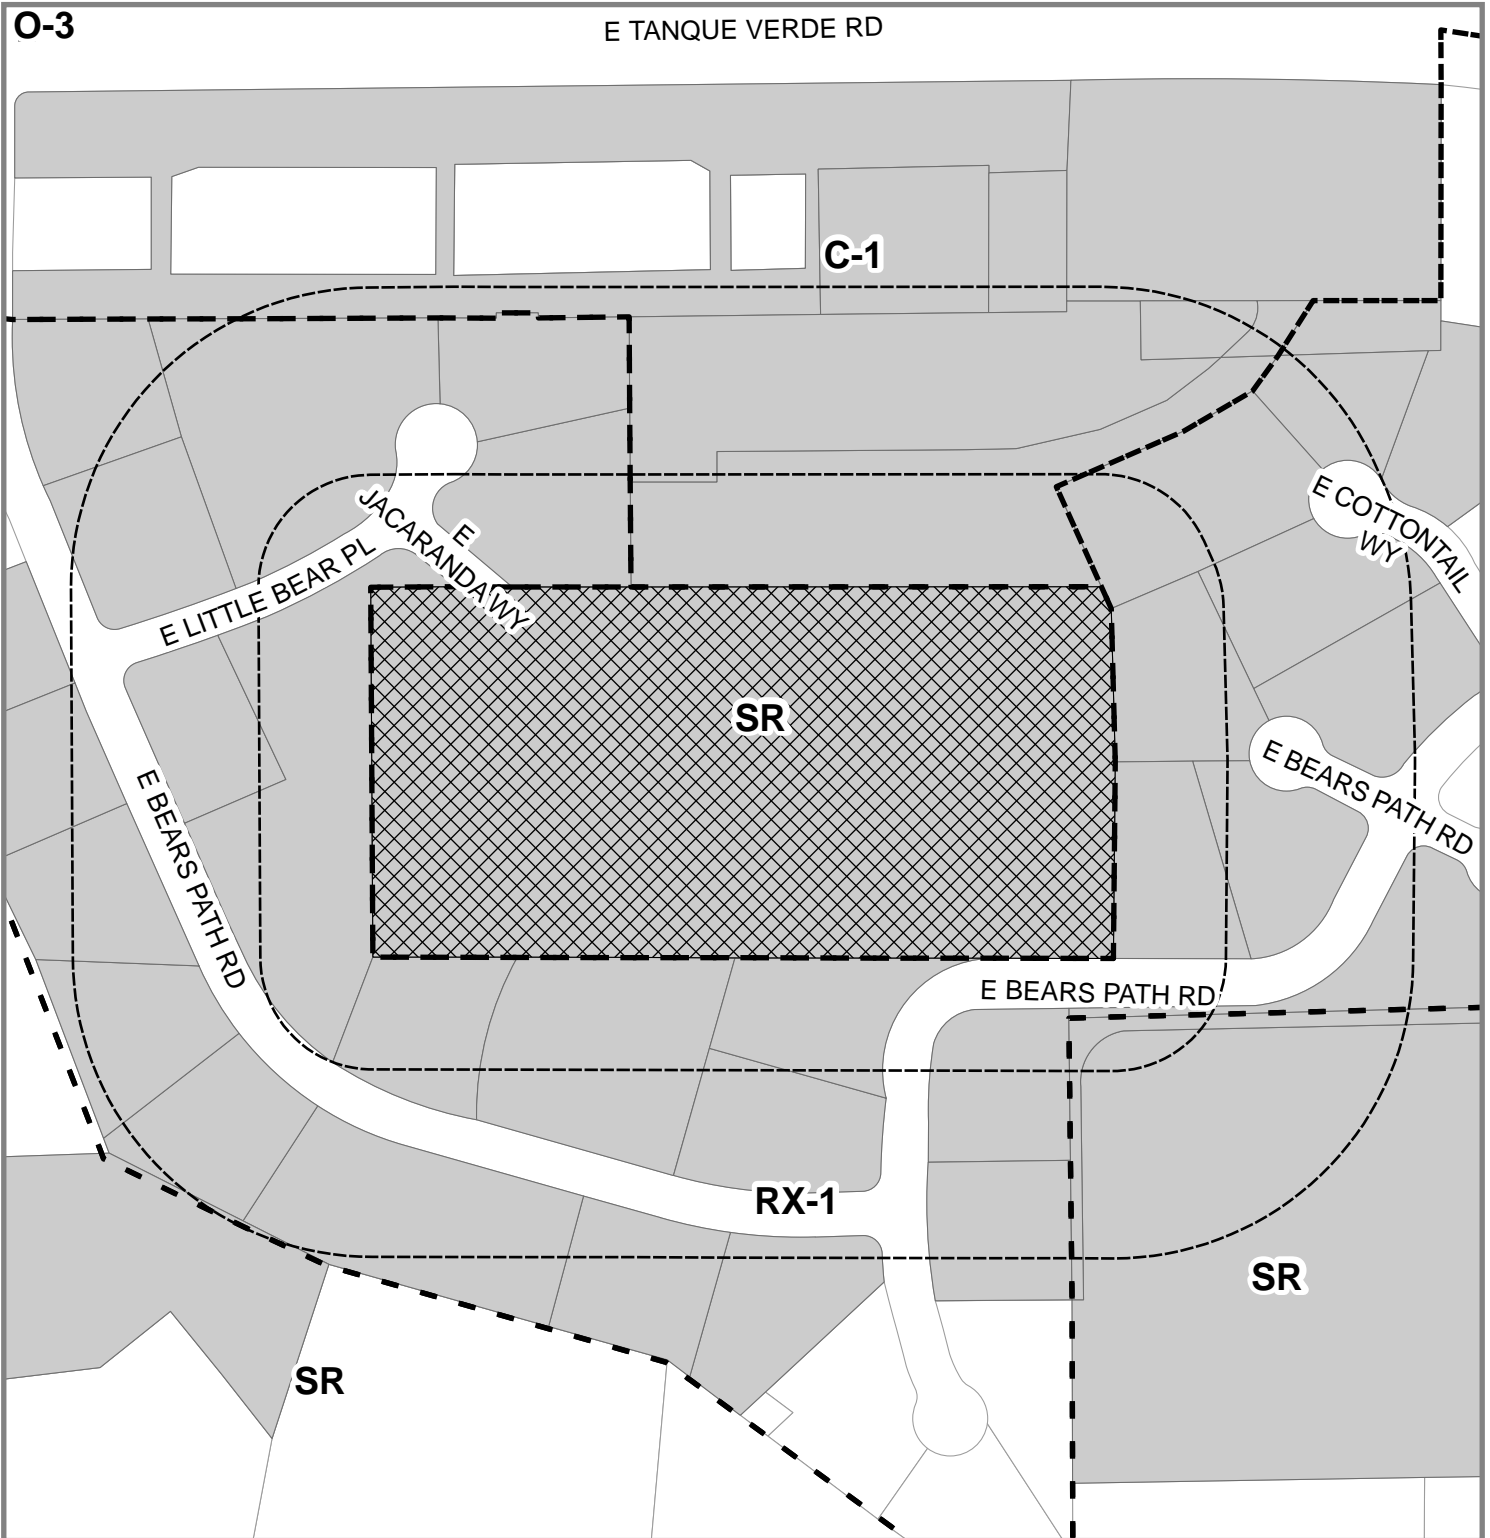 O-3
E TANQUE VERDE RD
C-1
E COTTONTAIL
WY
E
JACARANDA WY
E LITTLE BEAR PL
SR
E BEARS PATH RD
E BEARS PATH RD
E BEARS PATH RD
RX-1
SR
SR